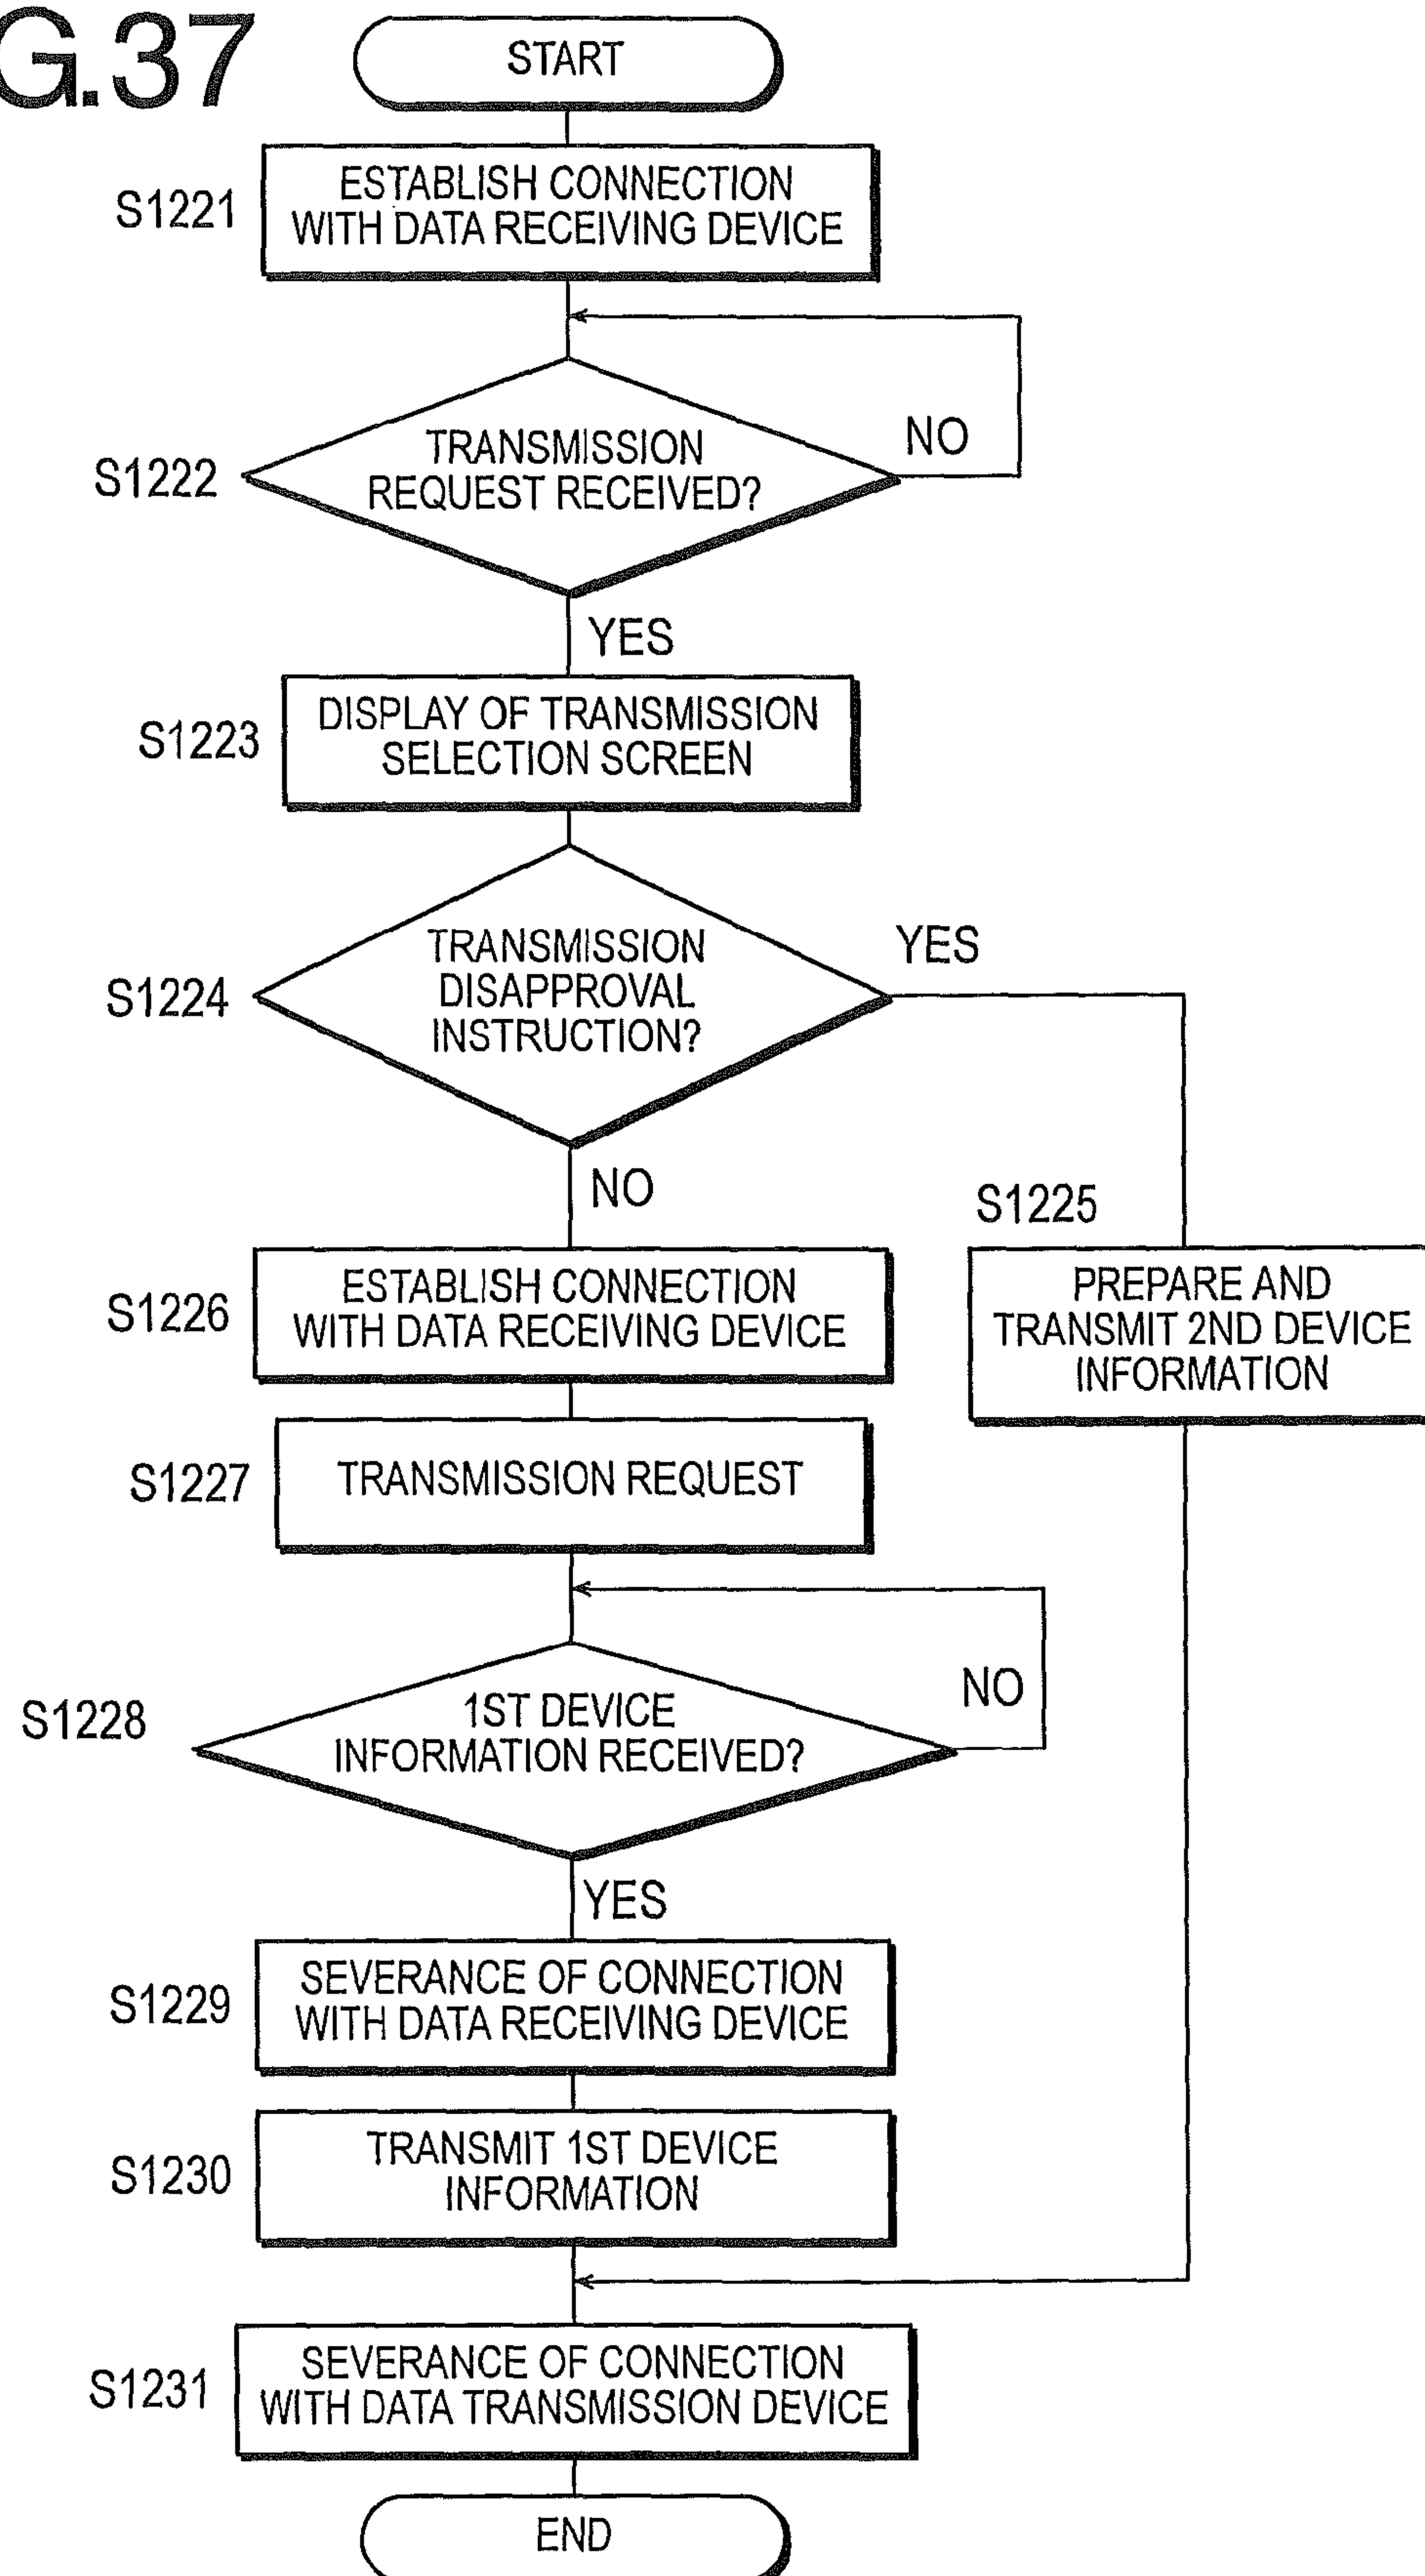 G.37
START
S1221
ESTABLISH CONNECTION
WITH DATA RECEIVING DEVICE
S1222
TRANSMISSION
REQUEST RECEIVED?
NO
YES
S1223
DISPLAY OF TRANSMISSION
SELECTION SCREEN
S1224
TRANSMISSION
DISAPPROVAL
INSTRUCTION?
YES
NO
S1225
PREPARE AND
TRANSMIT 2ND DEVICE
INFORMATION
S1226
ESTABLISH CONNECTION
WITH DATA RECEIVING DEVICE
S1227
TRANSMISSION REQUEST
S1228
1ST DEVICE
INFORMATION RECEIVED?
NO
YES
S1229
SEVERANCE OF CONNECTION
WITH DATA RECEIVING DEVICE
S1230
TRANSMIT 1ST DEVICE
INFORMATION
S1231
SEVERANCE OF CONNECTION
WITH DATA TRANSMISSION DEVICE
END